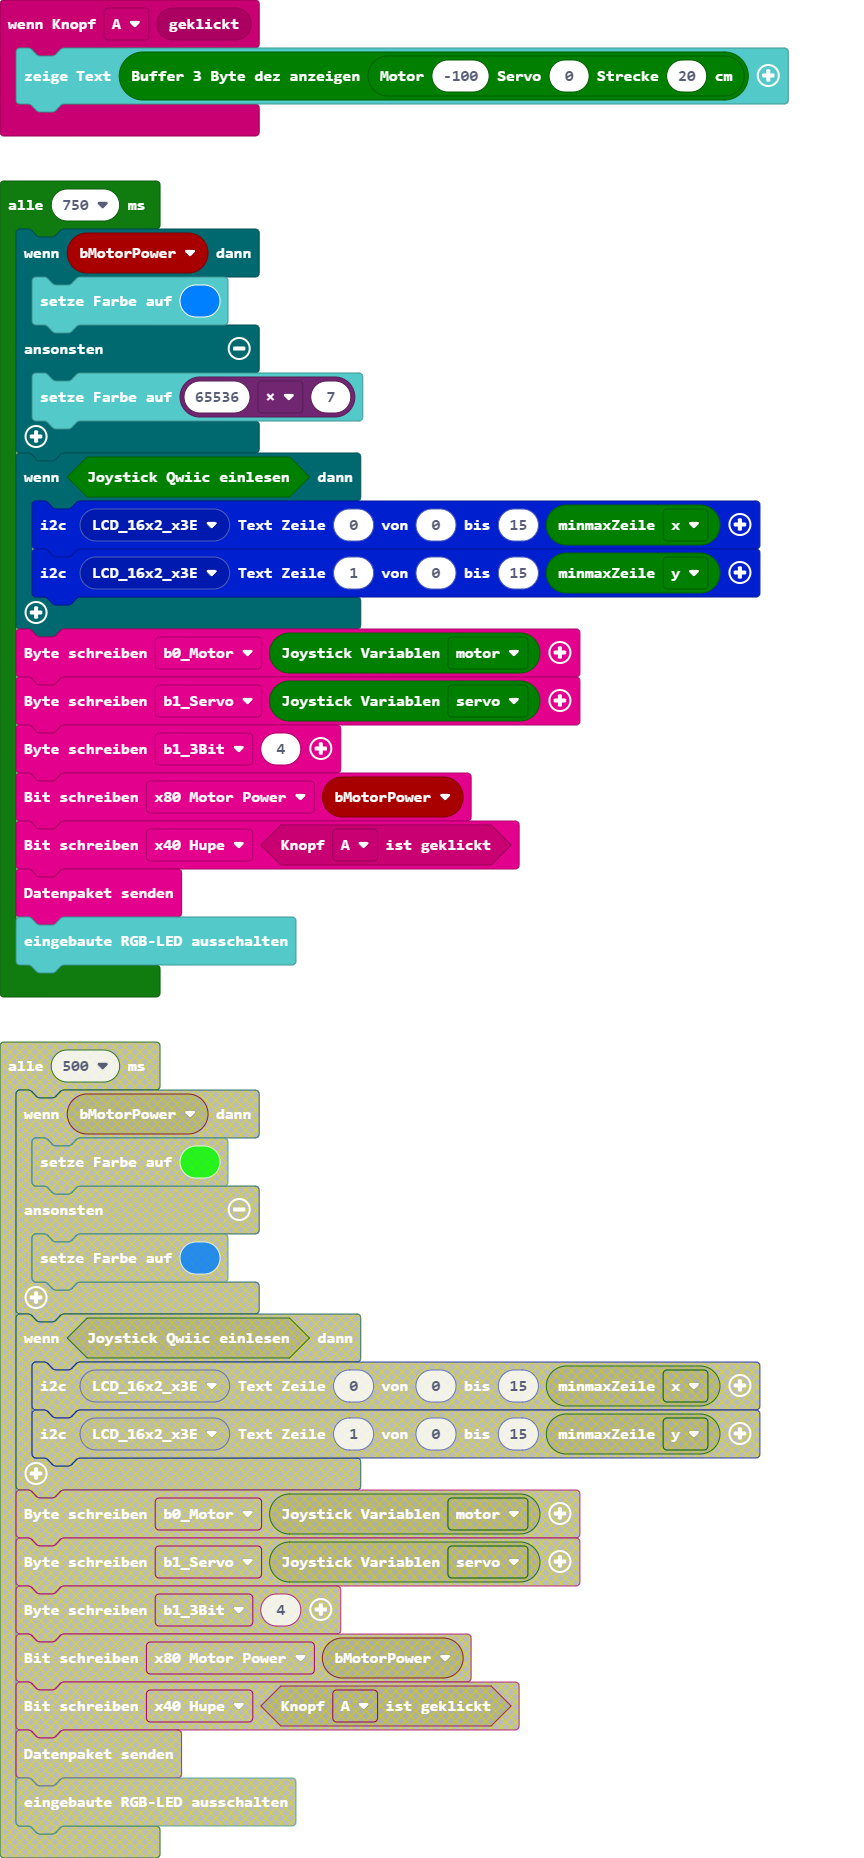 wenn Knopf A geklickt
zeige Text Buffer 3 Byte dez anzeigen Motor -100 Servo 0 Strecke 20 cm
alle 750 ms
wenn bMotorPower dann
setze Farbe auf
ansonsten
setze Farbe auf 65536 × 7
wenn Joystick Qwiic einlesen dann
i2c LCD_16x2_x3E Text Zeile 0 von 0 bis 15 minmaxZeile x
i2c LCD_16x2_x3E Text Zeile 1 von 0 bis 15 minmaxZeile y
Byte schreiben b0_Motor Joystick Variablen motor
Byte schreiben b1_Servo Joystick Variablen servo
Byte schreiben b1_3Bit 4
Bit schreiben x80 Motor Power bMotorPower
Bit schreiben x40 Hupe Knopf A ist geklickt
Datenpaket senden
eingebaute RGB-LED ausschalten
alle 500 ms
wenn bMotorPower dann
setze Farbe auf
ansonsten
setze Farbe auf
wenn Joystick Qwiic einlesen dann
i2c LCD_16x2_x3E Text Zeile 0 von 0 bis 15 minmaxZeile x
i2c LCD_16x2_x3E Text Zeile 1 von 0 bis 15 minmaxZeile y
Byte schreiben b0_Motor Joystick Variablen motor
Byte schreiben b1_Servo Joystick Variablen servo
Byte schreiben b1_3Bit 4
Bit schreiben x80 Motor Power bMotorPower
Bit schreiben x40 Hupe Knopf A ist geklickt
Datenpaket senden
eingebaute RGB-LED ausschalten